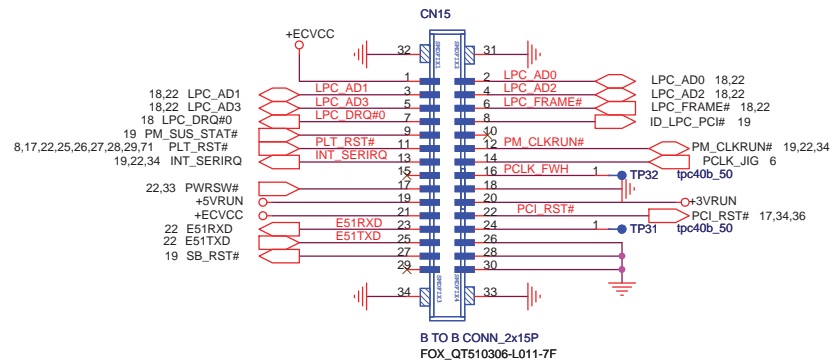 CN15
+ECVCC
32 31
1 2 LPC_AD0 LPC_AD0 18,22
18,22 LPC_AD1 LPC_AD1 3 4 LPC_AD2 LPC_AD2 18,22
18,22 LPC_AD3 LPC_AD3 5 6 LPC_FRAME# LPC_FRAME# 18,22
18 LPC_DRQ#0 LPC_DRQ#0 7 8 ID_LPC_PCI# 19
19 PM_SUS_STAT# 9 10
8,17,22,25,26,27,28,29,71 PLT_RST# PLT_RST# 11 12 PM_CLKRUN# PM_CLKRUN# 19,22,34
19,22,34 INT_SERIRQ INT_SERIRQ 13 14 PCLK_JIG 6
15 16 PCLK_FWH 1 TP32 tpc40b_50
22,33 PWRSW# 17 18
+5VRUN 19 20 +3VRUN
+ECVCC 21 22 PCI_RST# PCI_RST# 17,34,36
22 E51RXD E51RXD 23 24 1 TP31 tpc40b_50
22 E51TXD E51TXD 25 26
19 SB_RST# 27 28
29 30
34 33
SHDFIX1
SHDFIX2
SHDFIX3
SHDFIX4
B TO B CONN_2x15P
FOX_QT510306-L011-7F